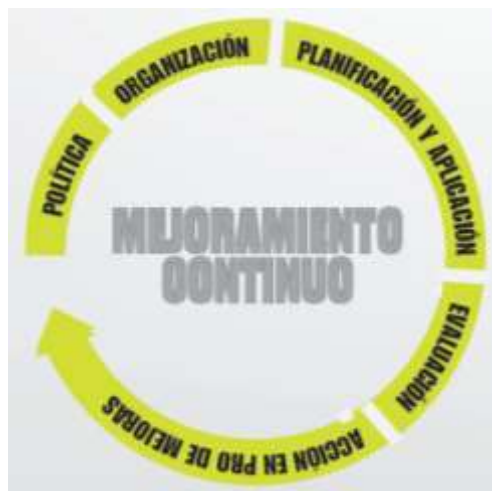 POLÍTICA
ORGANIZACIÓN
PLANIFICACIÓN Y APLICACIÓN
EVALUACIÓN
ACCIÓN EN PRO DE MEJORAS
MEJORAMIENTO
CONTINUO